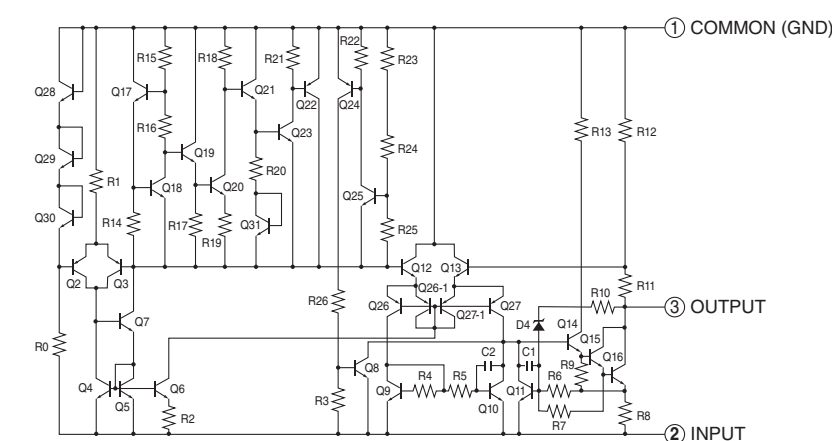 ① COMMON (GND)
R15 R18 R21 R22 R23
Q28 Q17 Q21 Q22 Q24
R16 R13 R12
Q29 Q19 Q23 R24
R1 Q18 Q20 R20 Q25
Q30 R14 R17 R19 Q31 R25
Q2 Q3 Q12 Q13
R26 Q26 Q26-1 Q27-1 Q27 R10 R11
③ OUTPUT
Q7 D4 Q14 Q15 Q16
R0 Q8 C2 C1 R9
Q4 Q5 Q6 R3 Q9 R4 R5 Q10 Q11 R6
R2 R7 R8
② INPUT